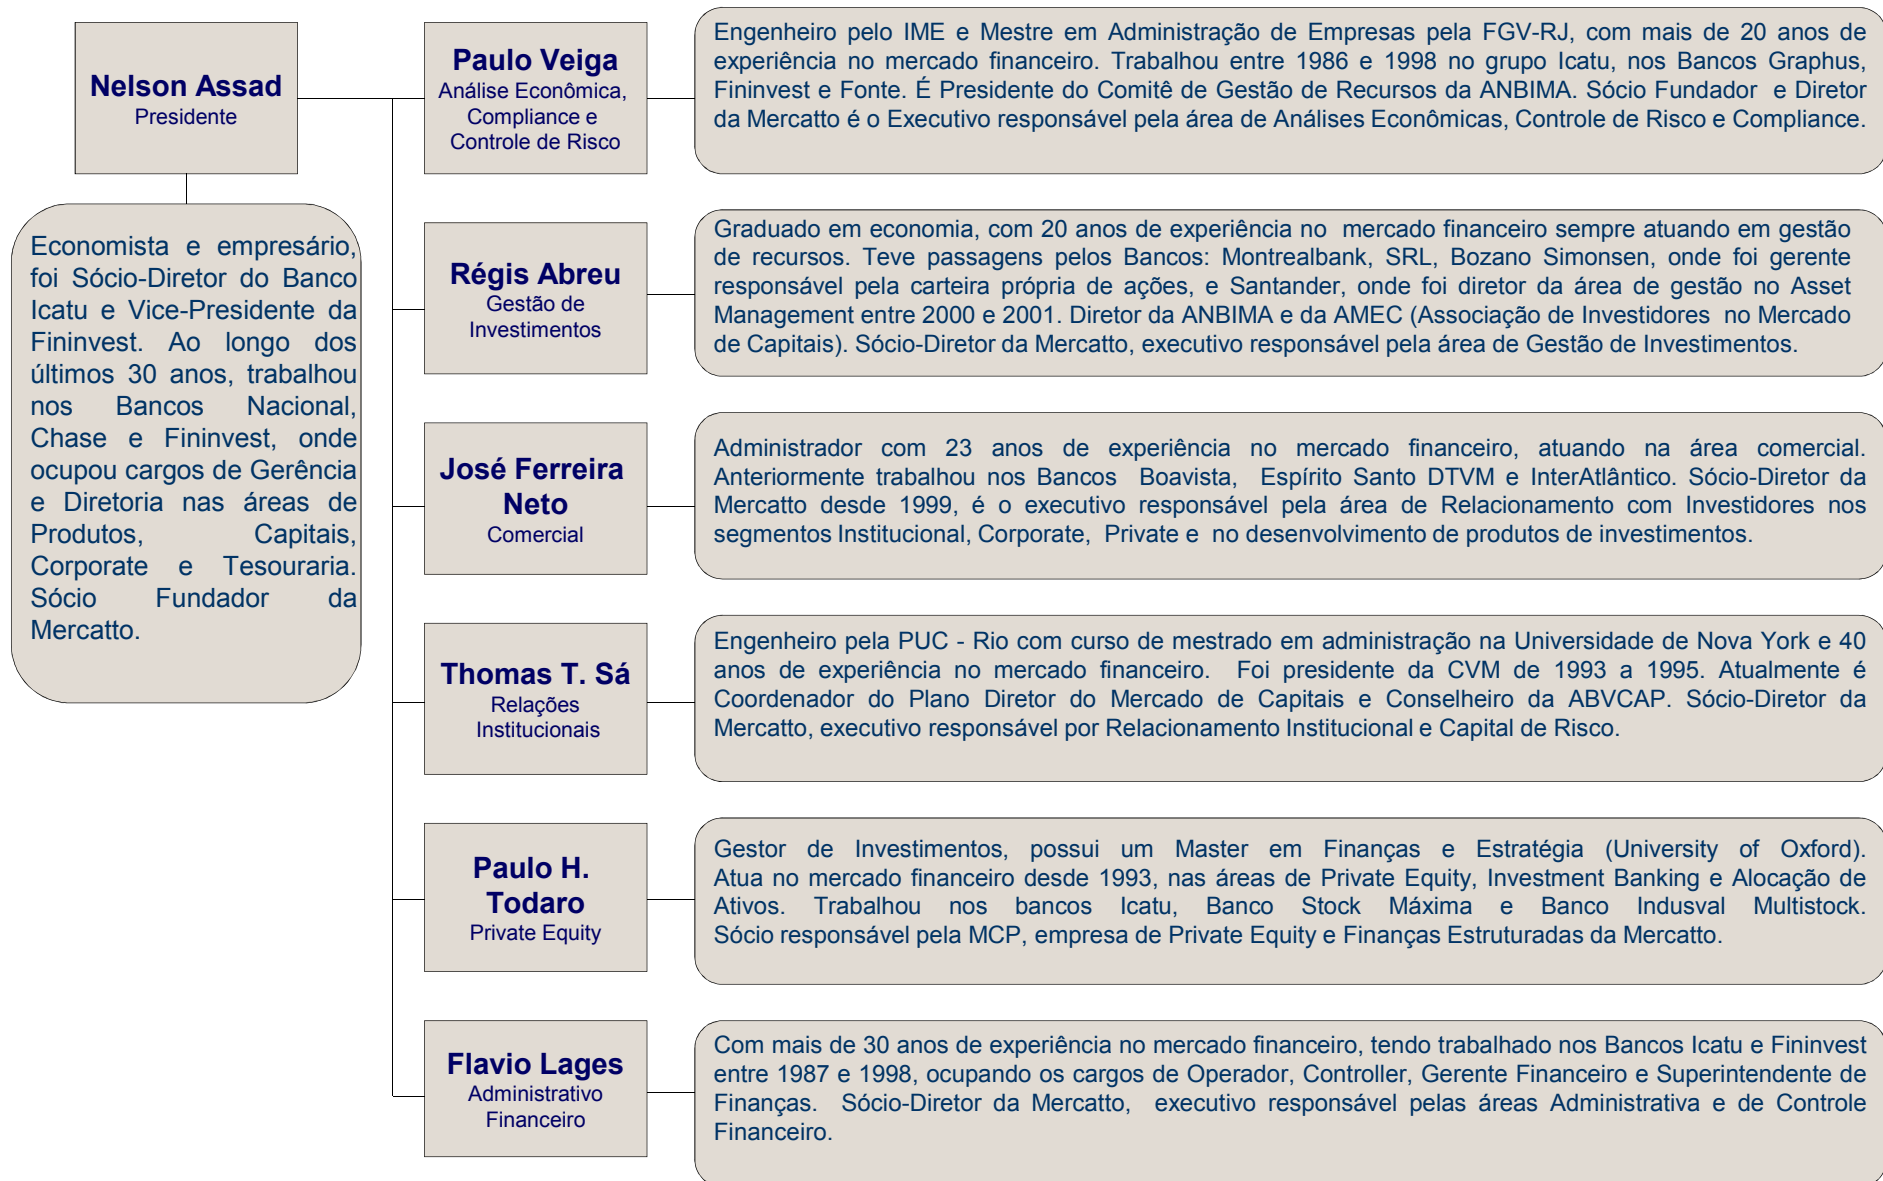 Nelson Assad
Presidente
Economista e empresário,
foi Sócio-Diretor do Banco
Icatu e Vice-Presidente da
Fininvest. Ao longo dos
últimos 30 anos, trabalhou
nos Bancos Nacional,
Chase e Fininvest, onde
ocupou cargos de Gerência
e Diretoria nas áreas de
Produtos, Capitais,
Corporate e Tesouraria.
Sócio Fundador da
Mercatto.
Paulo Veiga
Análise Econômica,
Compliance e
Controle de Risco
Engenheiro pelo IME e Mestre em Administração de Empresas pela FGV-RJ, com mais de 20 anos de
experiência no mercado financeiro. Trabalhou entre 1986 e 1998 no grupo Icatu, nos Bancos Graphus,
Fininvest e Fonte. É Presidente do Comitê de Gestão de Recursos da ANBIMA. Sócio Fundador e Diretor
da Mercatto é o Executivo responsável pela área de Análises Econômicas, Controle de Risco e Compliance.
Régis Abreu
Gestão de
Investimentos
Graduado em economia, com 20 anos de experiência no mercado financeiro sempre atuando em gestão
de recursos. Teve passagens pelos Bancos: Montrealbank, SRL, Bozano Simonsen, onde foi gerente
responsável pela carteira própria de ações, e Santander, onde foi diretor da área de gestão no Asset
Management entre 2000 e 2001. Diretor da ANBIMA e da AMEC (Associação de Investidores no Mercado
de Capitais). Sócio-Diretor da Mercatto, executivo responsável pela área de Gestão de Investimentos.
José Ferreira
Neto
Comercial
Administrador com 23 anos de experiência no mercado financeiro, atuando na área comercial.
Anteriormente trabalhou nos Bancos Boavista, Espírito Santo DTVM e InterAtlântico. Sócio-Diretor da
Mercatto desde 1999, é o executivo responsável pela área de Relacionamento com Investidores nos
segmentos Institucional, Corporate, Private e no desenvolvimento de produtos de investimentos.
Thomas T. Sá
Relações
Institucionais
Engenheiro pela PUC - Rio com curso de mestrado em administração na Universidade de Nova York e 40
anos de experiência no mercado financeiro. Foi presidente da CVM de 1993 a 1995. Atualmente é
Coordenador do Plano Diretor do Mercado de Capitais e Conselheiro da ABVCAP. Sócio-Diretor da
Mercatto, executivo responsável por Relacionamento Institucional e Capital de Risco.
Paulo H.
Todaro
Private Equity
Gestor de Investimentos, possui um Master em Finanças e Estratégia (University of Oxford).
Atua no mercado financeiro desde 1993, nas áreas de Private Equity, Investment Banking e Alocação de
Ativos. Trabalhou nos bancos Icatu, Banco Stock Máxima e Banco Indusval Multistock.
Sócio responsável pela MCP, empresa de Private Equity e Finanças Estruturadas da Mercatto.
Flavio Lages
Administrativo
Financeiro
Com mais de 30 anos de experiência no mercado financeiro, tendo trabalhado nos Bancos Icatu e Fininvest
entre 1987 e 1998, ocupando os cargos de Operador, Controller, Gerente Financeiro e Superintendente de
Finanças. Sócio-Diretor da Mercatto, executivo responsável pelas áreas Administrativa e de Controle
Financeiro.